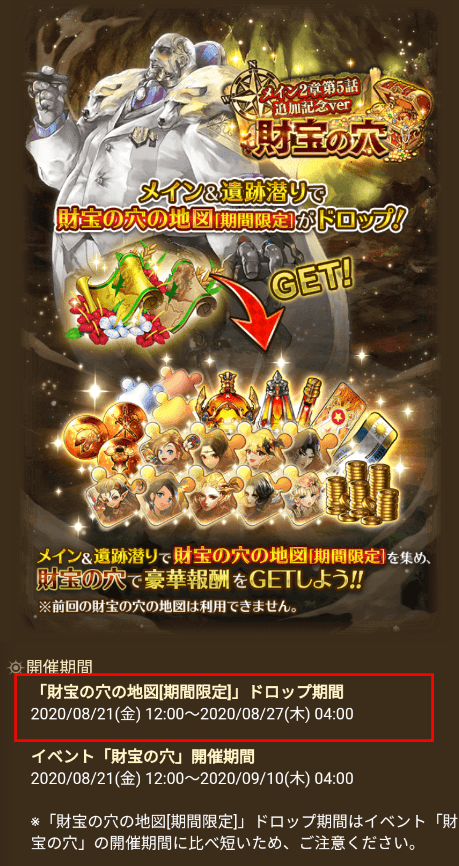 メイン2章第5話
追加記念ver
財宝の穴
メイン&遺跡潜りで
財宝の穴の地図[期間限定]がドロップ!
GET!
メイン&遺跡潜りで財宝の穴の地図[期間限定]を集め、
財宝の穴で豪華報酬をGETしよう!!
※前回の財宝の穴の地図は利用できません。
開催期間
「財宝の穴の地図[期間限定]」ドロップ期間
2020/08/21(金) 12:00～2020/08/27(木) 04:00
イベント「財宝の穴」開催期間
2020/08/21(金) 12:00～2020/09/10(木) 04:00
※「財宝の穴の地図[期間限定]」ドロップ期間はイベント「財
宝の穴」の開催期間に比べ短いため、ご注意ください。